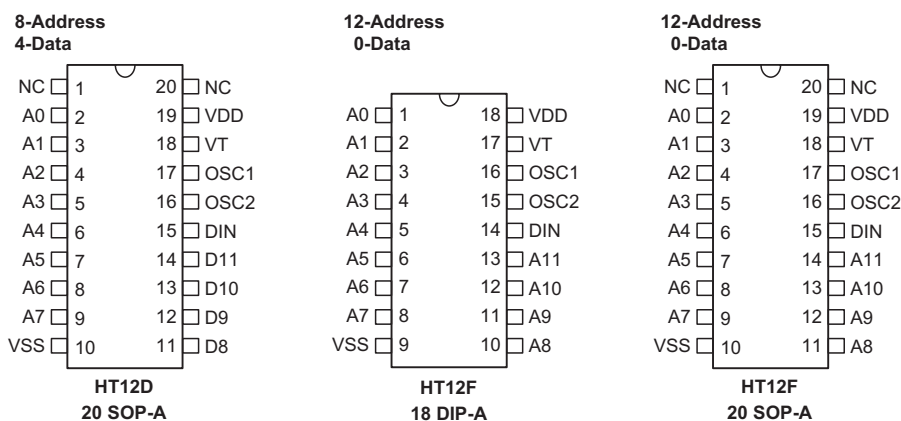 8-Address
4-Data
NC 1 20 NC
A0 2 19 VDD
A1 3 18 VT
A2 4 17 OSC1
A3 5 16 OSC2
A4 6 15 DIN
A5 7 14 D11
A6 8 13 D10
A7 9 12 D9
VSS 10 11 D8
HT12D
20 SOP-A
12-Address
0-Data
A0 1 18 VDD
A1 2 17 VT
A2 3 16 OSC1
A3 4 15 OSC2
A4 5 14 DIN
A5 6 13 A11
A6 7 12 A10
A7 8 11 A9
VSS 9 10 A8
HT12F
18 DIP-A
12-Address
0-Data
NC 1 20 NC
A0 2 19 VDD
A1 3 18 VT
A2 4 17 OSC1
A3 5 16 OSC2
A4 6 15 DIN
A5 7 14 A11
A6 8 13 A10
A7 9 12 A9
VSS 10 11 A8
HT12F
20 SOP-A